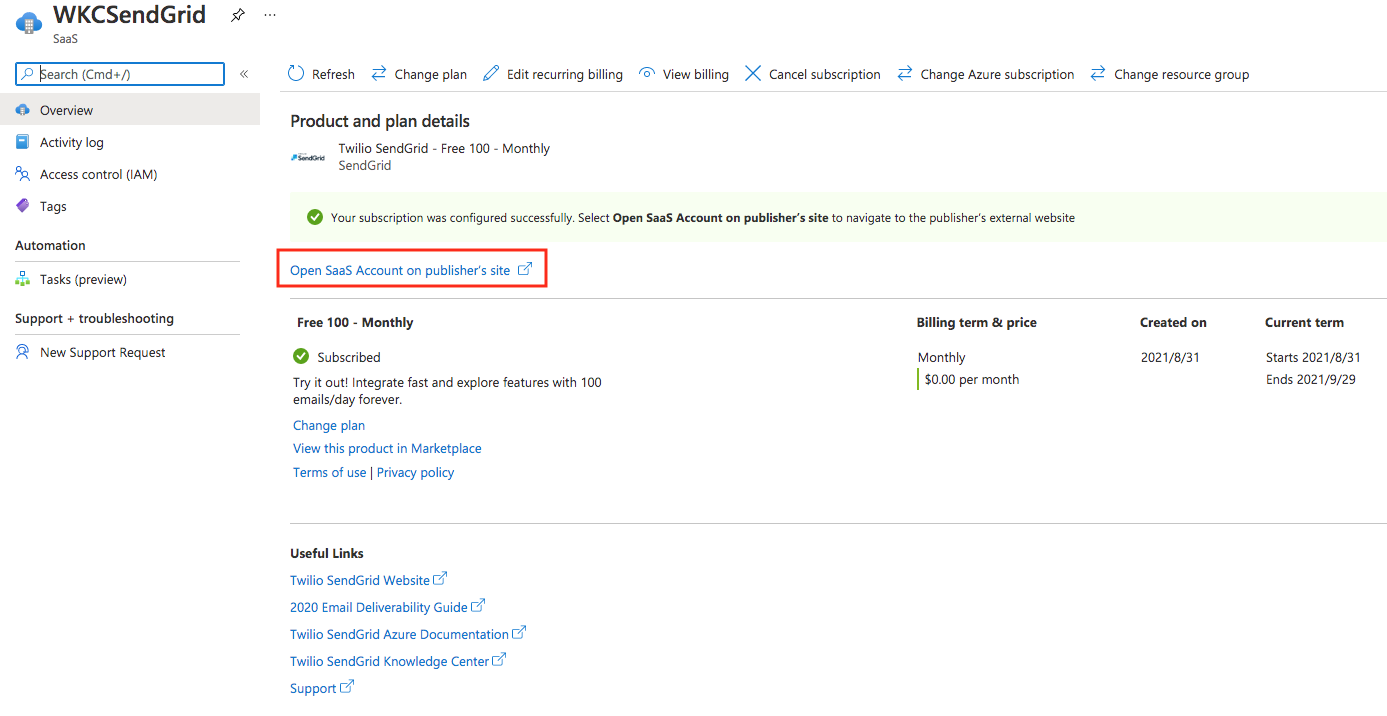 WKCSendGrid
SaaS
Search (Cmd+/)
Overview
Activity log
Access control (IAM)
Tags
Automation
Tasks (preview)
Support + troubleshooting
New Support Request
Refresh
Change plan
Edit recurring billing
View billing
Cancel subscription
Change Azure subscription
Change resource group
Product and plan details
SendGrid
Twilio SendGrid - Free 100 - Monthly
SendGrid
Your subscription was configured successfully. Select Open SaaS Account on publisher's site to navigate to the publisher's external website
Open SaaS Account on publisher's site
Free 100 - Monthly
Billing term & price
Created on
Current term
Subscribed
Monthly
2021/8/31
Starts 2021/8/31
$0.00 per month
Ends 2021/9/29
Try it out! Integrate fast and explore features with 100
emails/day forever.
Change plan
View this product in Marketplace
Terms of use | Privacy policy
Useful Links
Twilio SendGrid Website
2020 Email Deliverability Guide
Twilio SendGrid Azure Documentation
Twilio SendGrid Knowledge Center
Support